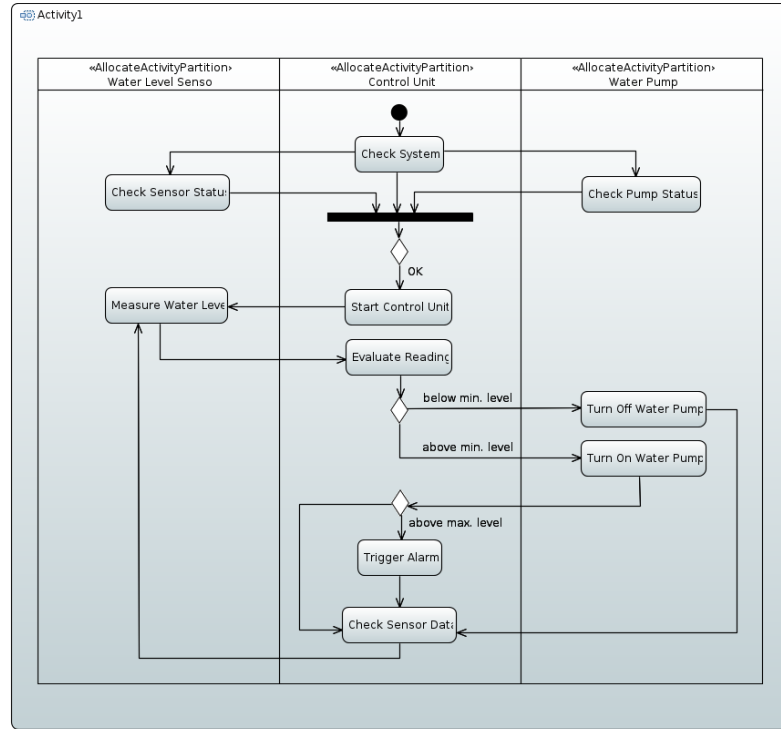 Activity1
«AllocateActivityPartition»
Water Level Senso
«AllocateActivityPartition»
Control Unit
«AllocateActivityPartition»
Water Pump
Check System
Check Sensor Statu
Check Pump Status
OK
Measure Water Leve
Start Control Unit
Evaluate Reading
below min. level
Turn Off Water Pump
above min. level
Turn On Water Pump
above max. level
Trigger Alarm
Check Sensor Data